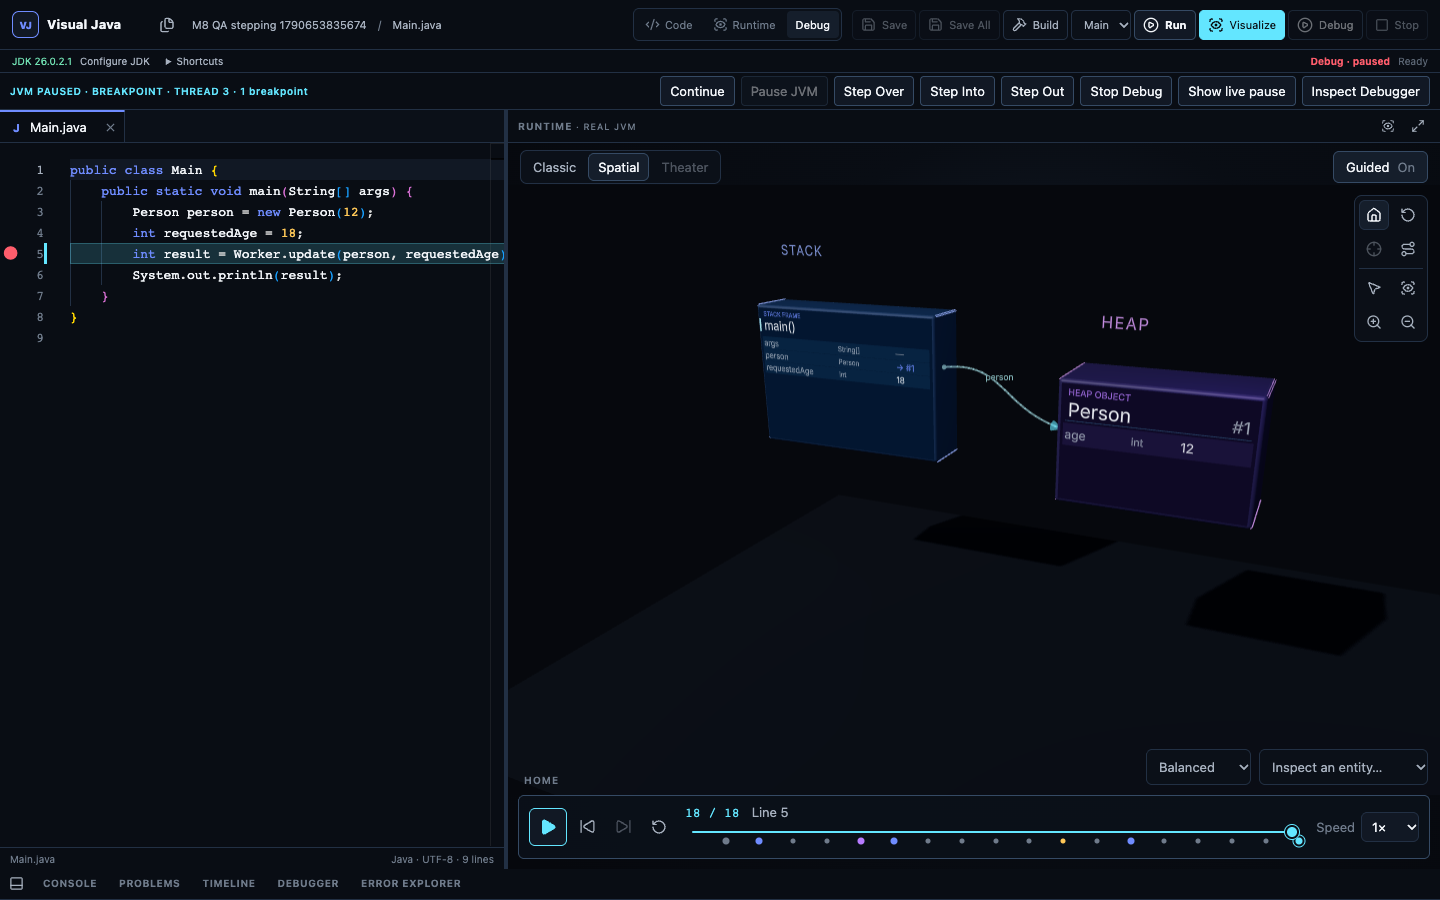 VJ Visual Java M8 QA stepping 1790653835674 / Main.java Code Runtime Debug Save Save All Build Main Run Visualize Debug Stop
JDK 26.0.2.1 Configure JDK Shortcuts Debug · paused Ready
JVM PAUSED · BREAKPOINT · THREAD 3 · 1 breakpoint Continue Pause JVM Step Over Step Into Step Out Stop Debug Show live pause Inspect Debugger
J Main.java
RUNTIME · REAL JVM
1 public class Main {
2 public static void main(String[] args) {
3 Person person = new Person(12);
4 int requestedAge = 18;
5 int result = Worker.update(person, requestedAge)
6 System.out.println(result);
7 }
8 }
9
Classic Spatial Theater Guided On
STACK
STACK FRAME
main()
args String[] —
person Person → #1
requestedAge int 18
person
HEAP
HEAP OBJECT
Person #1
age int 12
HOME Balanced Inspect an entity...
18 / 18 Line 5
Speed 1×
Main.java Java · UTF-8 · 9 lines
CONSOLE PROBLEMS TIMELINE DEBUGGER ERROR EXPLORER